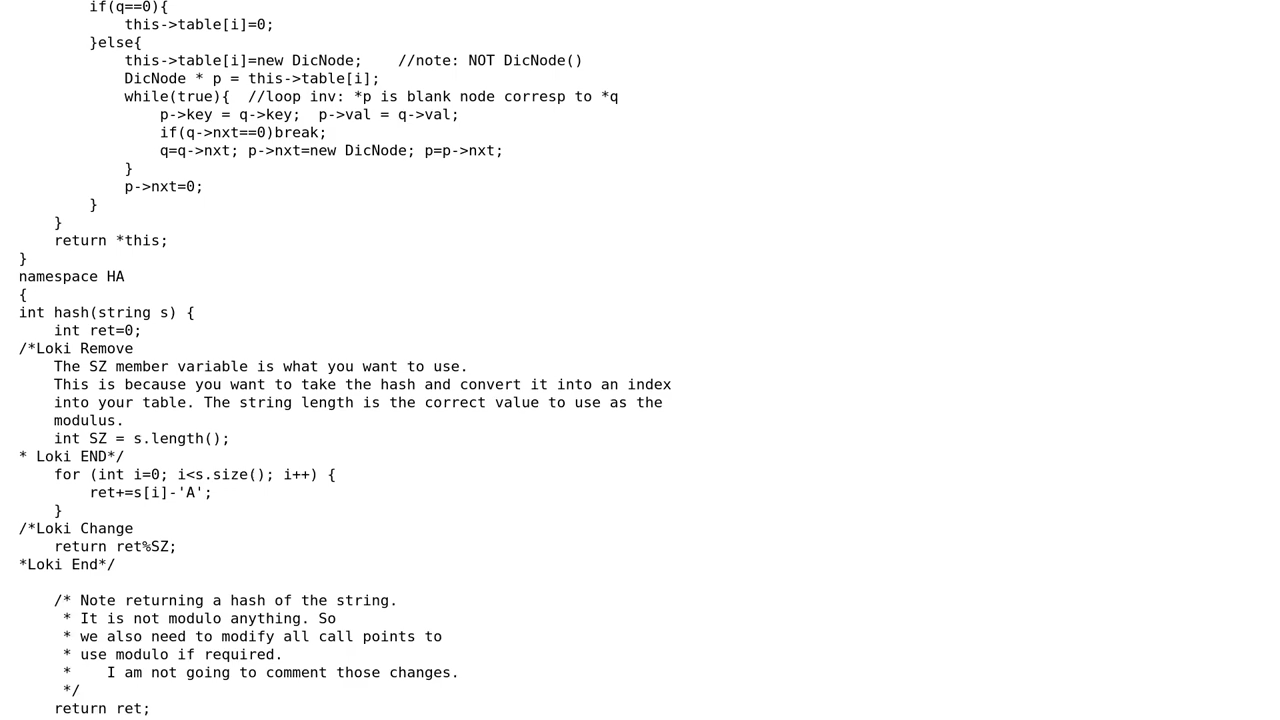 if(q==0){
            this->table[i]=0;
        }else{
            this->table[i]=new DicNode;    //note: NOT DicNode()
            DicNode * p = this->table[i];
            while(true){  //loop inv: *p is blank node corresp to *q
                p->key = q->key;  p->val = q->val;
                if(q->nxt==0)break;
                q=q->nxt; p->nxt=new DicNode; p=p->nxt;
            }
            p->nxt=0;
        }
    }
    return *this;
}
namespace HA
{
int hash(string s) {
    int ret=0;
/*Loki Remove
    The SZ member variable is what you want to use.
    This is because you want to take the hash and convert it into an index
    into your table. The string length is the correct value to use as the
    modulus.
    int SZ = s.length();
* Loki END*/
    for (int i=0; i<s.size(); i++) {
        ret+=s[i]-'A';
    }
/*Loki Change
    return ret%SZ;
*Loki End*/

    /* Note returning a hash of the string.
     * It is not modulo anything. So
     * we also need to modify all call points to
     * use modulo if required.
     *    I am not going to comment those changes.
     */
    return ret;